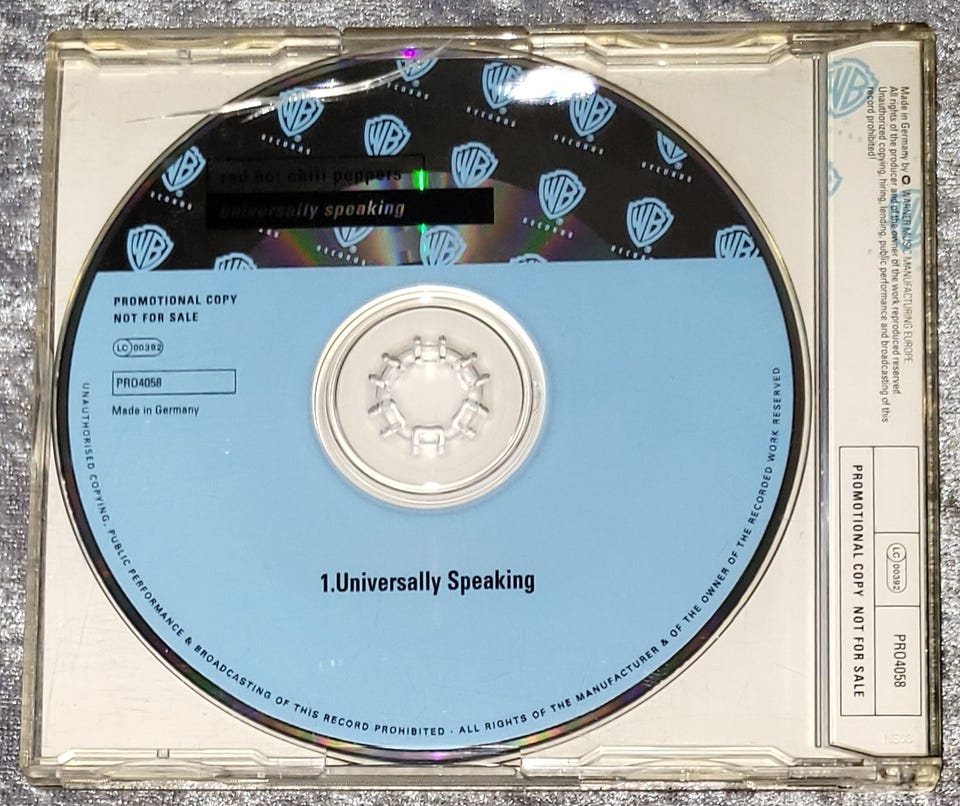 WB
RECORDS
red hot chili peppers
universally speaking
PROMOTIONAL COPY
NOT FOR SALE
LC 00392
PRO4058
Made in Germany
1.Universally Speaking
UNAUTHORISED COPYING, PUBLIC PERFORMANCE & BROADCASTING OF THIS RECORD PROHIBITED · ALL RIGHTS OF THE MANUFACTURER & OF THE OWNER OF THE RECORDED WORK RESERVED
Made in Germany by WARNER MUSIC MANUFACTURING EUROPE
All rights of the producer and of the owner of the work reproduced reserved.
Unauthorized copying, hiring, lending, public performance and broadcasting of this
record prohibited!
LC 00392
PRO4058
PROMOTIONAL COPY NOT FOR SALE